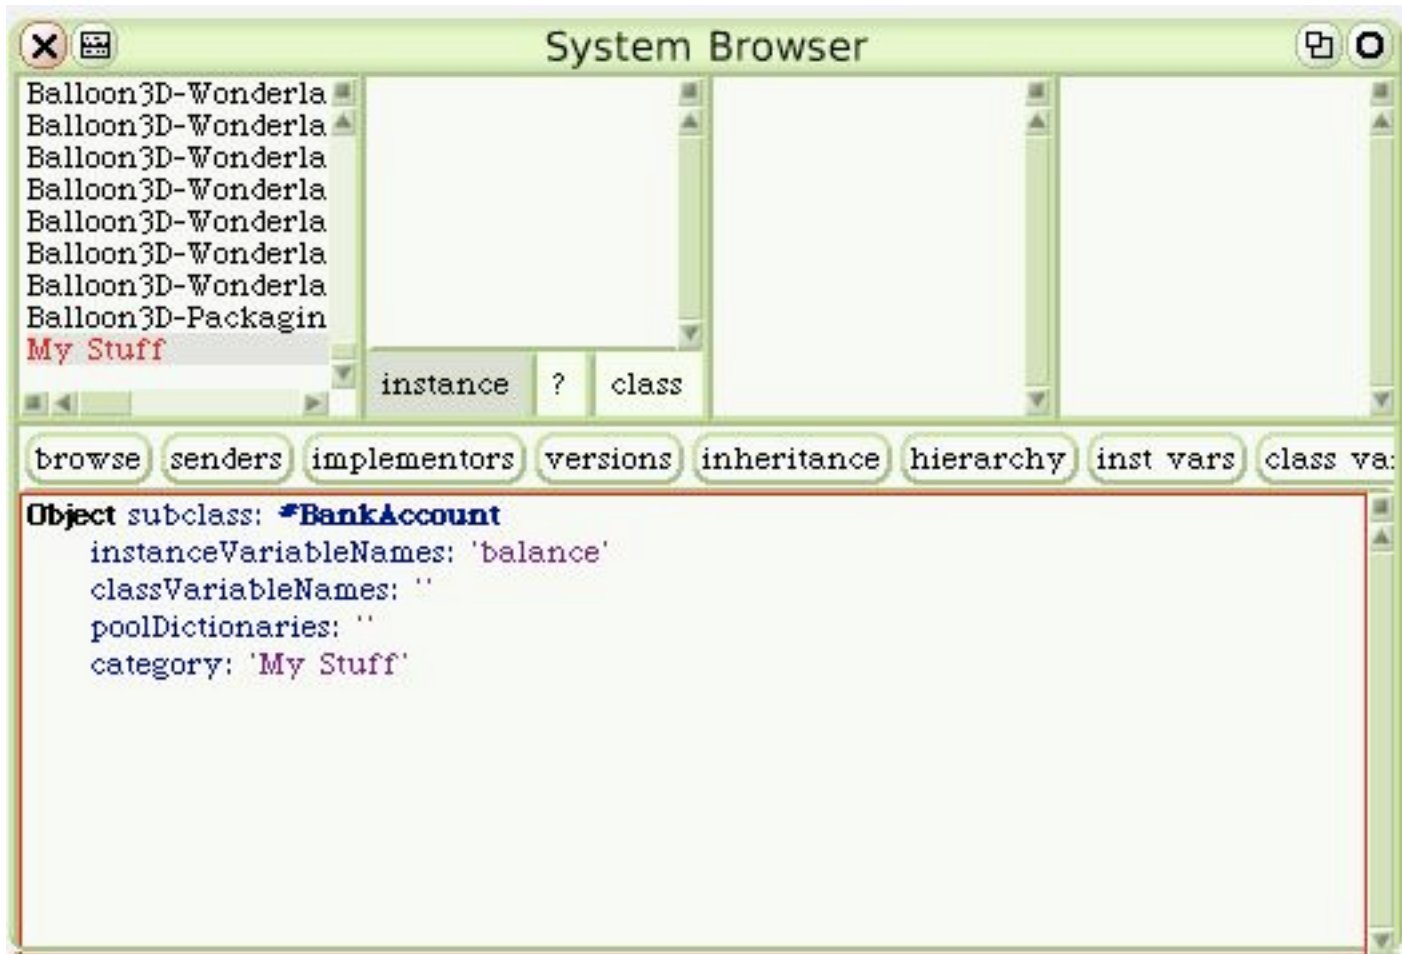 System Browser
Balloon3D-Wonderla
Balloon3D-Wonderla
Balloon3D-Wonderla
Balloon3D-Wonderla
Balloon3D-Wonderla
Balloon3D-Wonderla
Balloon3D-Wonderla
Balloon3D-Packagin
My Stuff
instance ? class
browse senders implementors versions inheritance hierarchy inst vars class va
Object subclass: #BankAccount
instanceVariableNames: 'balance'
classVariableNames: ''
poolDictionaries: ''
category: 'My Stuff'